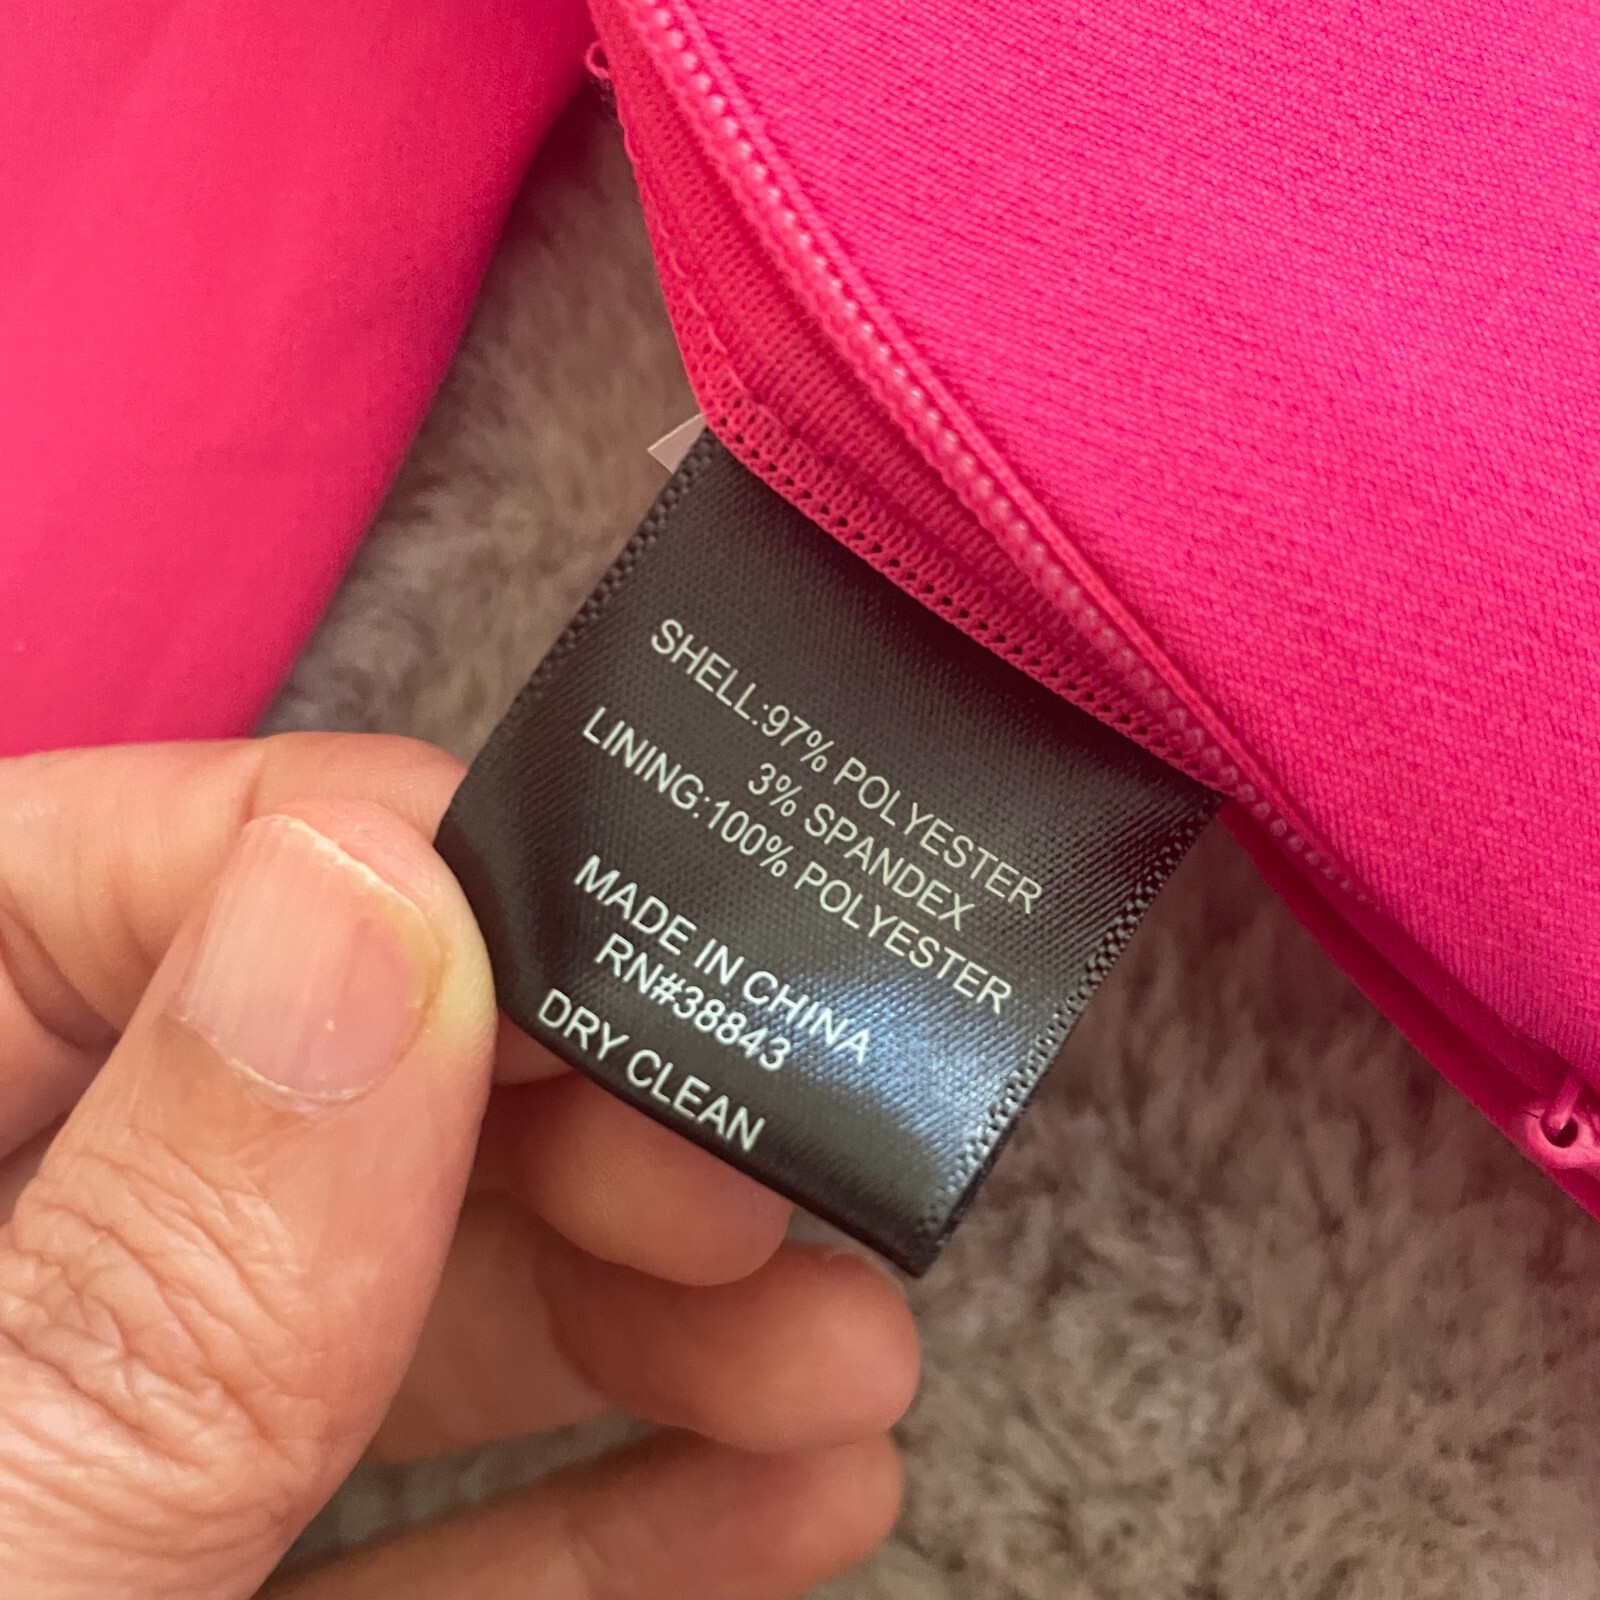 SHELL:97% POLYESTER
3% SPANDEX
LINING:100% POLYESTER
MADE IN CHINA
RN#38843
DRY CLEAN